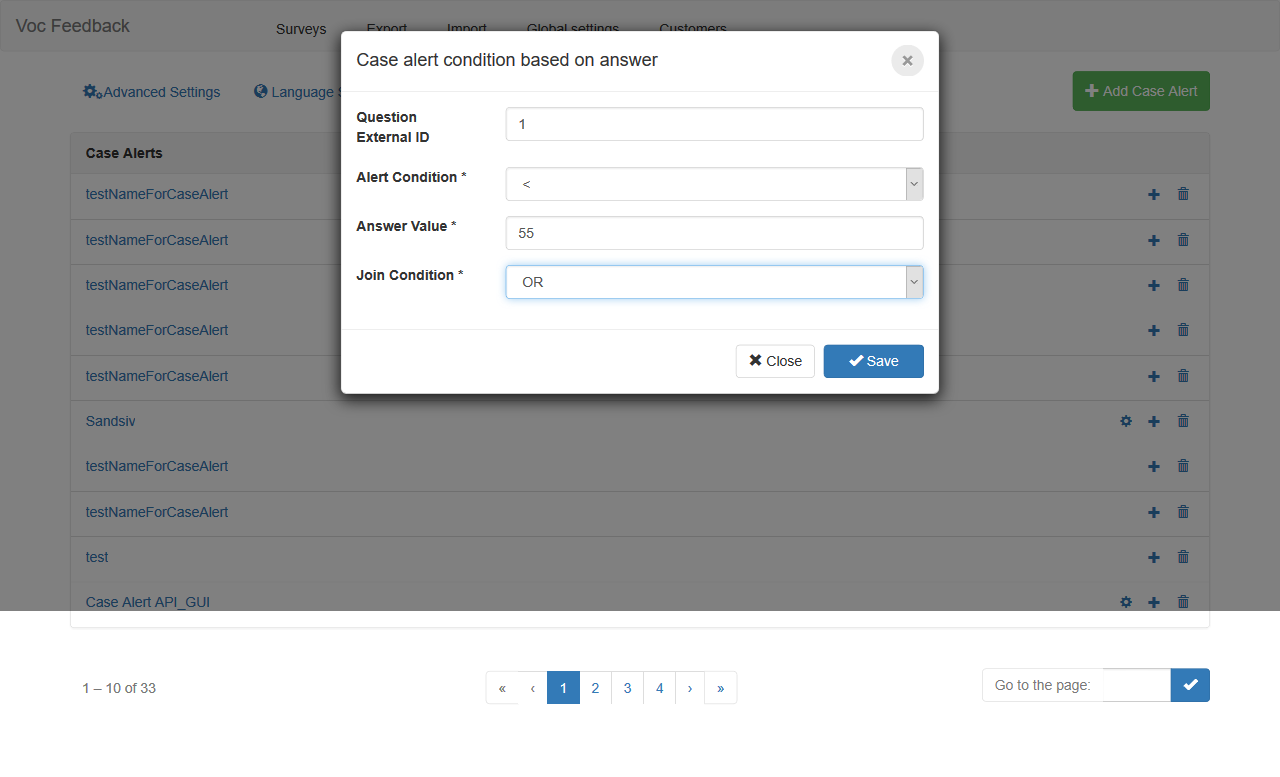 Voc Feedback
Surveys Export Import Global settings Customers
Case alert condition based on answer
Advanced Settings Language S
Add Case Alert
Question
External ID
1
Alert Condition *
<
Answer Value *
55
Join Condition *
OR
Close Save
Case Alerts
testNameForCaseAlert
testNameForCaseAlert
testNameForCaseAlert
testNameForCaseAlert
testNameForCaseAlert
Sandsiv
testNameForCaseAlert
testNameForCaseAlert
test
Case Alert API_GUI
1 – 10 of 33
« ‹ 1 2 3 4 › »
Go to the page: